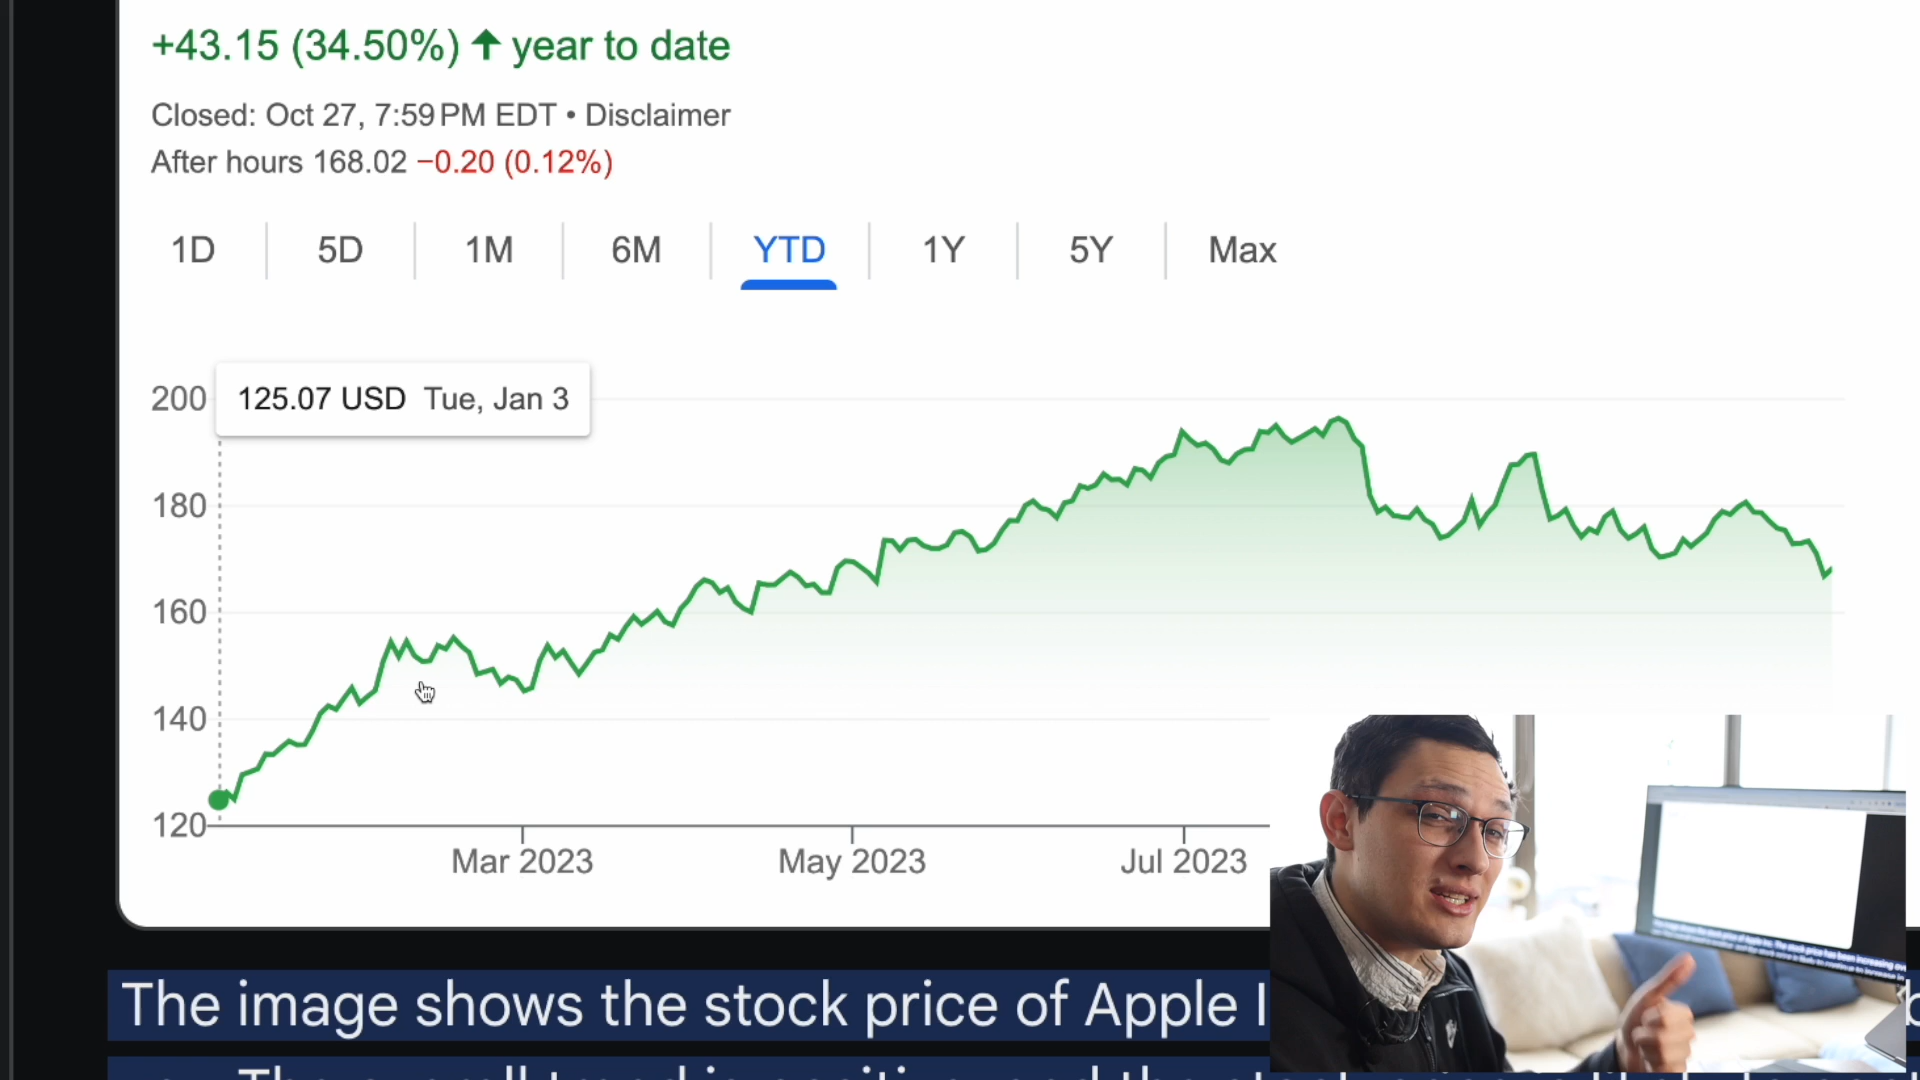 +43.15 (34.50%) ↑ year to date
Closed: Oct 27, 7:59 PM EDT • Disclaimer
After hours 168.02 −0.20 (0.12%)
1D 5D 1M 6M YTD 1Y 5Y Max
125.07 USD Tue, Jan 3
200
180
160
140
120
Mar 2023 May 2023 Jul 2023
The image shows the stock price of Apple I